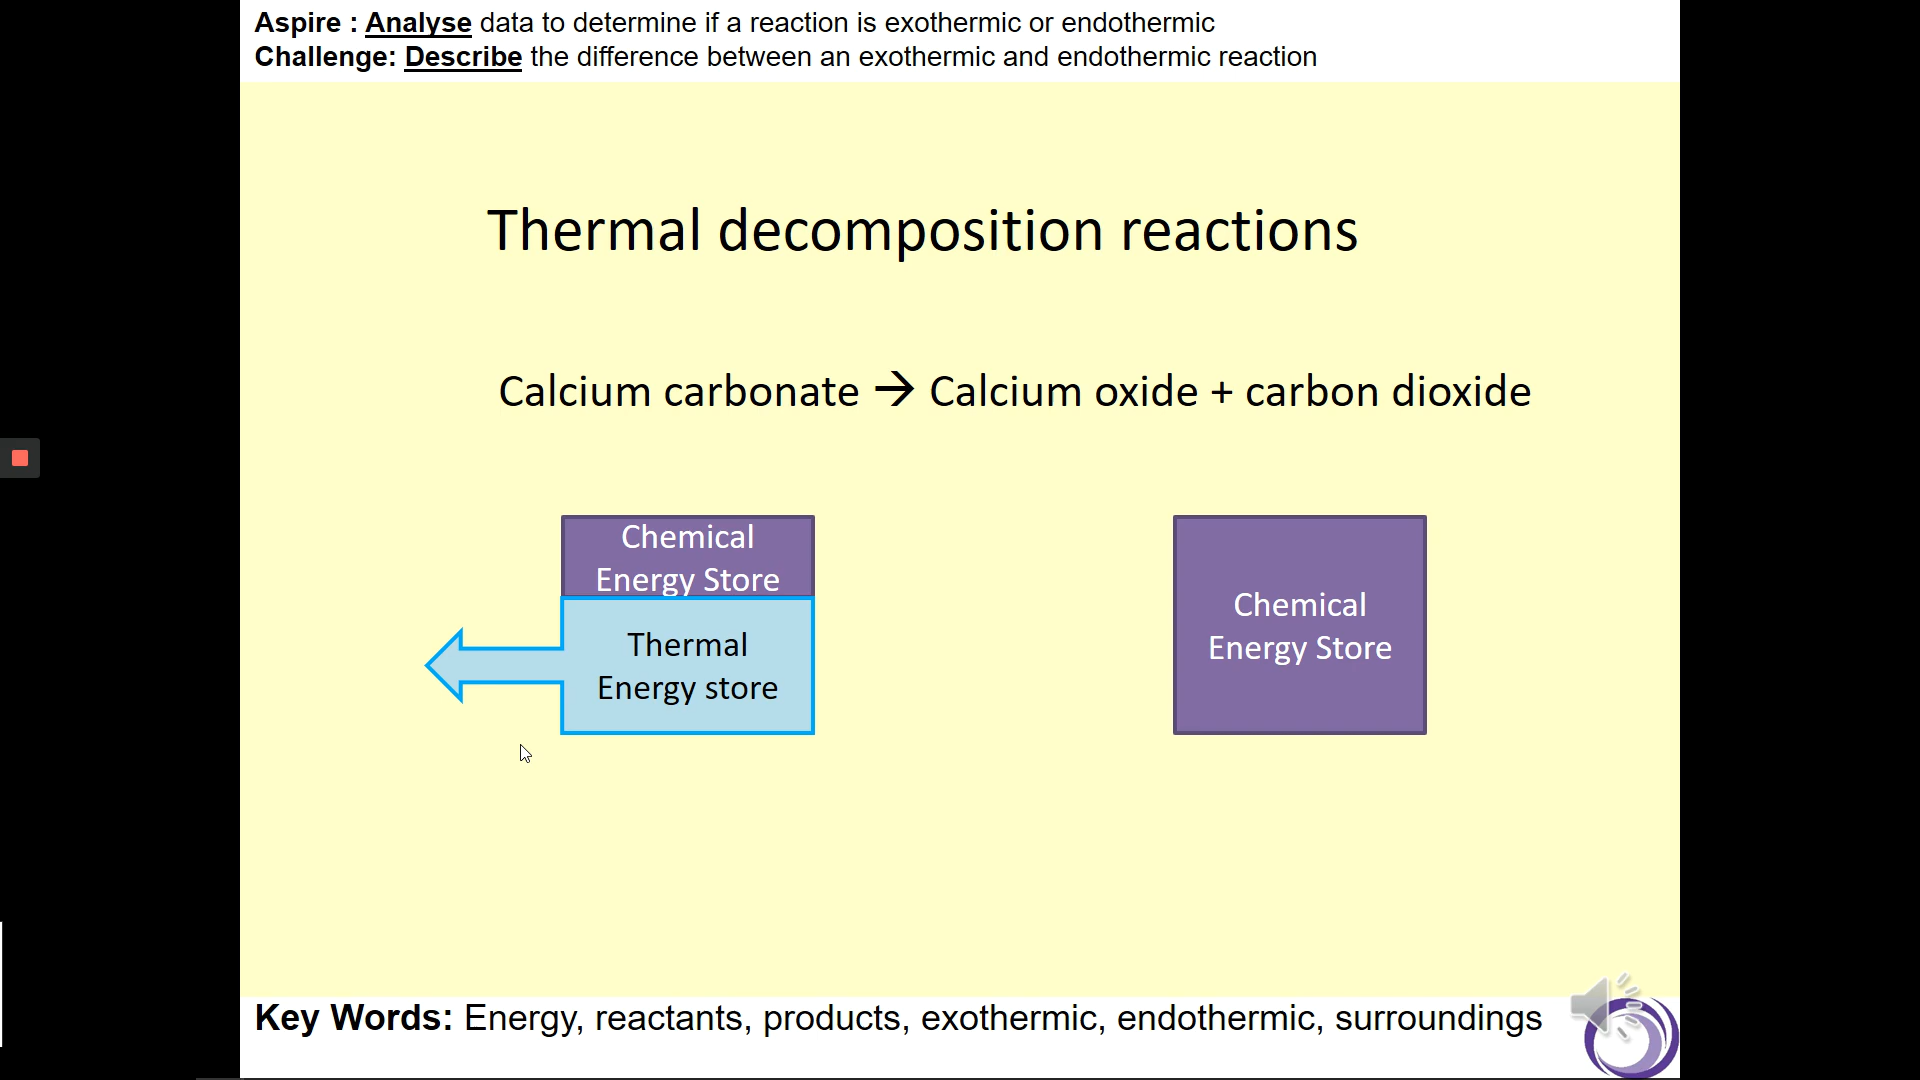 Aspire : Analyse data to determine if a reaction is exothermic or endothermic
Challenge: Describe the difference between an exothermic and endothermic reaction
Thermal decomposition reactions
Calcium carbonate → Calcium oxide + carbon dioxide
Chemical
Energy Store
Thermal
Energy store
Chemical
Energy Store
Key Words: Energy, reactants, products, exothermic, endothermic, surroundings